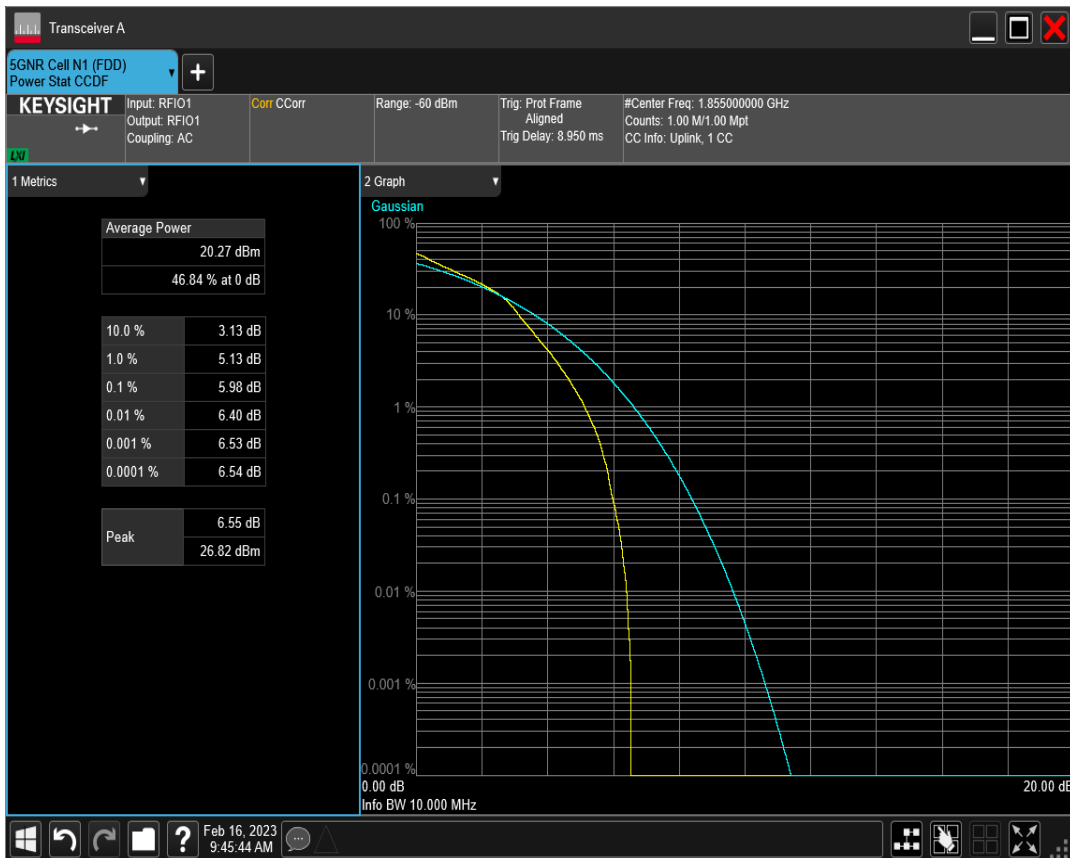 Transceiver A
5GNR Cell N1 (FDD)
Power Stat CCDF
KEYSIGHT
LXI
Input: RFIO1
Output: RFIO1
Coupling: AC
Corr CCorr
Range: -60 dBm
Trig: Prot Frame
Aligned
Trig Delay: 8.950 ms
#Center Freq: 1.855000000 GHz
Counts: 1.00 M/1.00 Mpt
CC Info: Uplink, 1 CC
1 Metrics
Average Power
20.27 dBm
46.84 % at 0 dB
10.0 % 3.13 dB
1.0 % 5.13 dB
0.1 % 5.98 dB
0.01 % 6.40 dB
0.001 % 6.53 dB
0.0001 % 6.54 dB
Peak
6.55 dB
26.82 dBm
2 Graph
Gaussian
100 %
10 %
1 %
0.1 %
0.01 %
0.001 %
0.0001 %
0.00 dB 20.00 dB
Info BW 10.000 MHz
Feb 16, 2023
9:45:44 AM